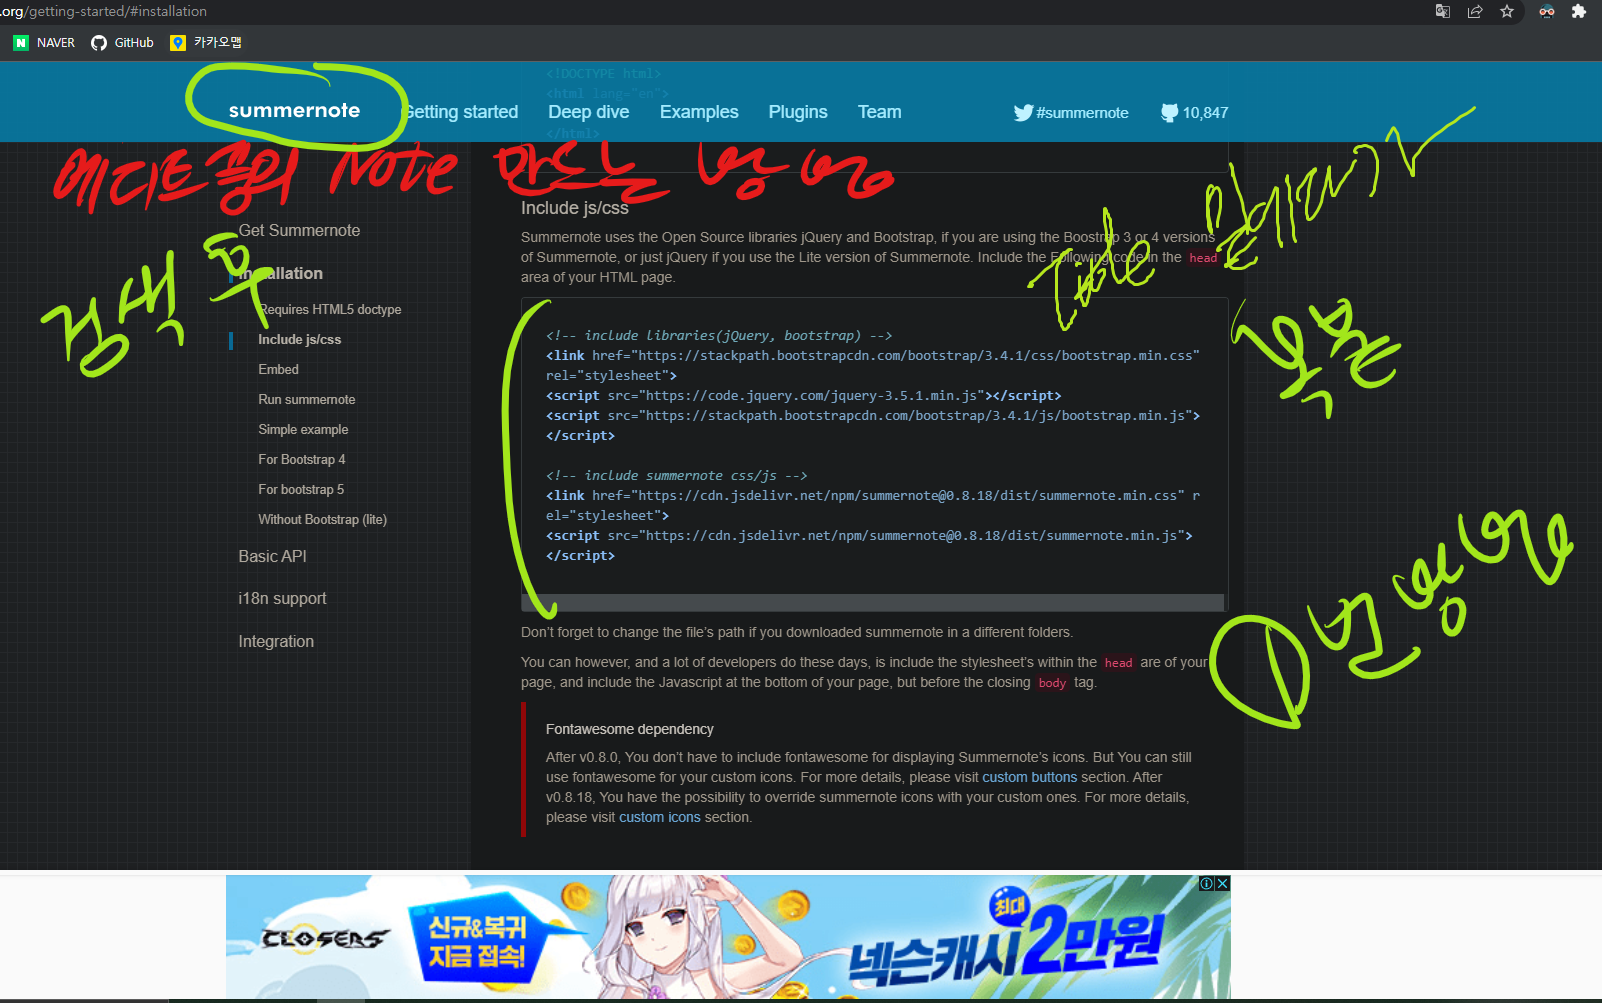 .org/getting-started/#installation
NAVER GitHub 카카오맵
<!DOCTYPE html>
<html lang="en">
summernote Getting started Deep dive Examples Plugins Team #summernote 10,847
</html>
에디트폼의 Note 만드는 방법
Get Summernote
Installation
Requires HTML5 doctype
Include js/css
Embed
Run summernote
Simple example
For Bootstrap 4
For bootstrap 5
Without Bootstrap (lite)
Basic API
i18n support
Integration
검색 후
Include js/css
Summernote uses the Open Source libraries jQuery and Bootstrap, if you are using the Boostrap 3 or 4 versions
of Summernote, or just jQuery if you use the Lite version of Summernote. Include the Following code in the head
area of your HTML page.
<!-- include libraries(jQuery, bootstrap) -->
<link href="https://stackpath.bootstrapcdn.com/bootstrap/3.4.1/css/bootstrap.min.css"
rel="stylesheet">
<script src="https://code.jquery.com/jquery-3.5.1.min.js"></script>
<script src="https://stackpath.bootstrapcdn.com/bootstrap/3.4.1/js/bootstrap.min.js">
</script>
<!-- include summernote css/js -->
<link href="https://cdn.jsdelivr.net/npm/summernote@0.8.18/dist/summernote.min.css" r
el="stylesheet">
<script src="https://cdn.jsdelivr.net/npm/summernote@0.8.18/dist/summernote.min.js">
</script>
복붙
1번방법
Don't forget to change the file's path if you downloaded summernote in a different folders.
You can however, and a lot of developers do these days, is include the stylesheet's within the head are of your
page, and include the Javascript at the bottom of your page, but before the closing body tag.
Fontawesome dependency
After v0.8.0, You don't have to include fontawesome for displaying Summernote's icons. But You can still
use fontawesome for your custom icons. For more details, please visit custom buttons section. After
v0.8.18, You have the possibility to override summernote icons with your custom ones. For more details,
please visit custom icons section.
CLOSERS
신규&복귀
지금 접속!
최대
넥슨캐시 2만원